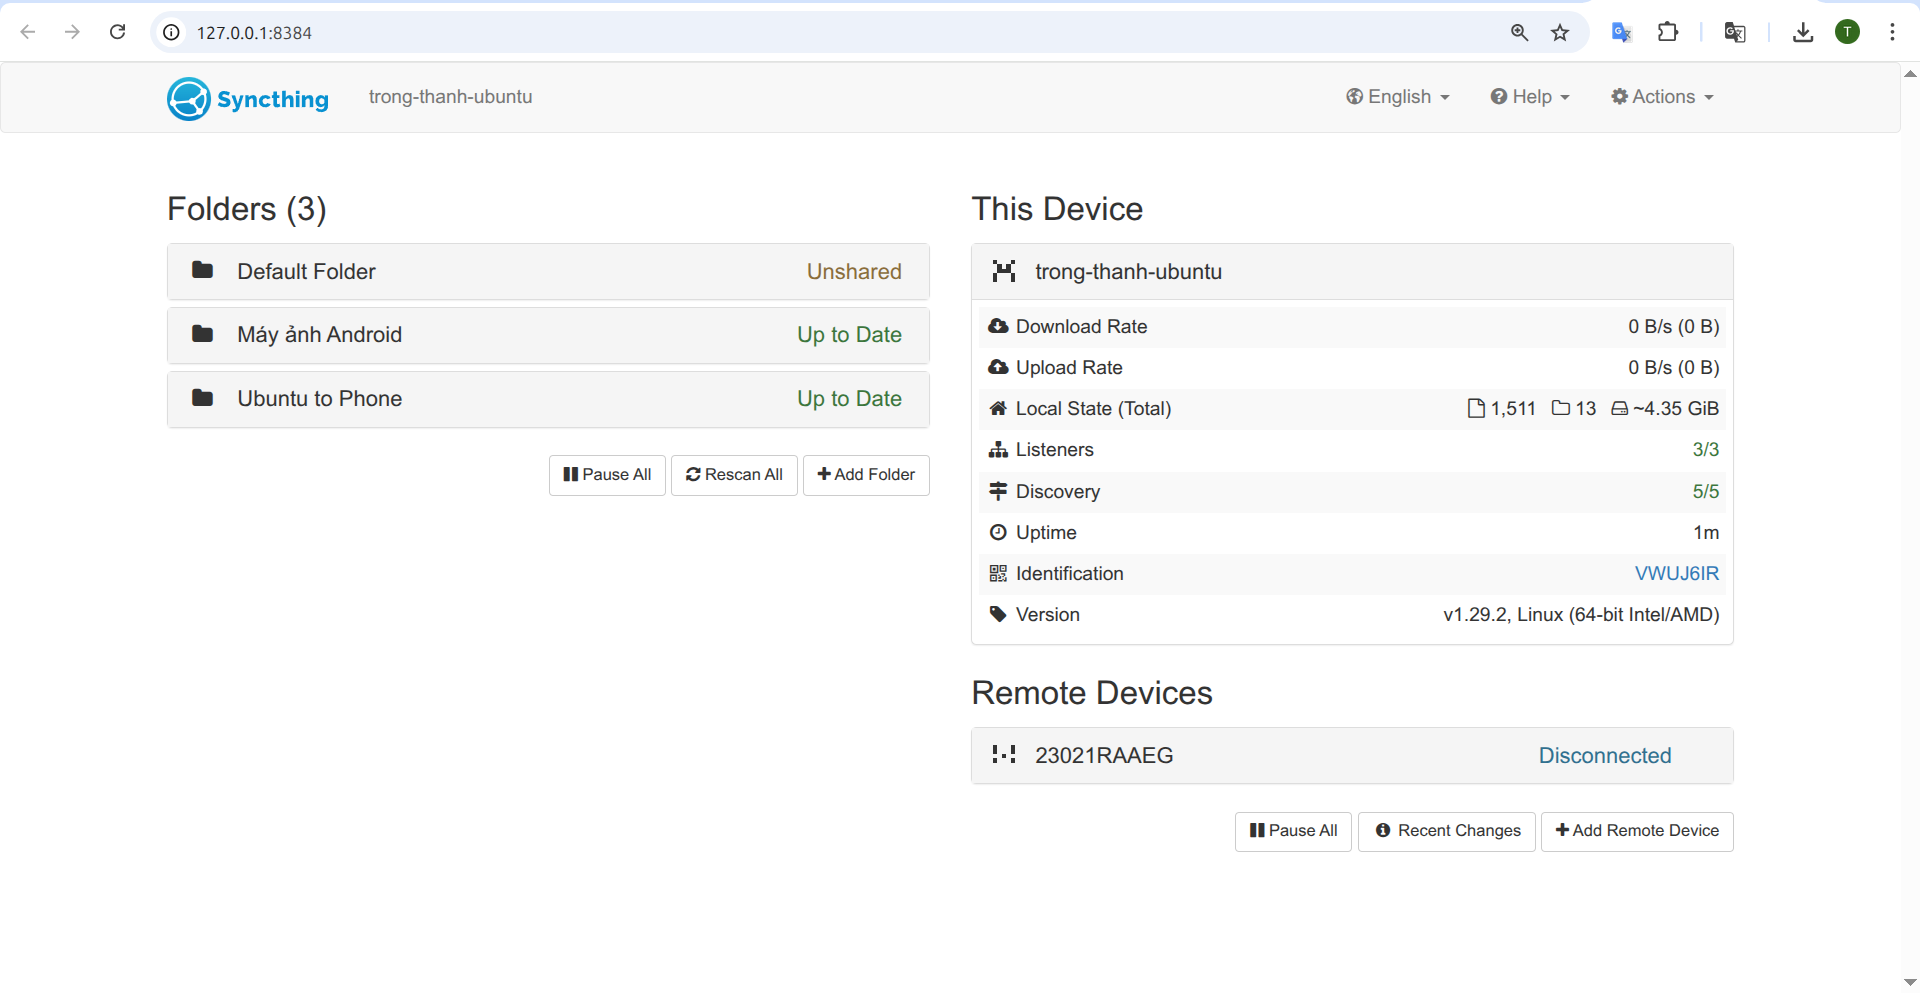 127.0.0.1:8384
T
Syncthing
trong-thanh-ubuntu
English
Help
Actions
Folders (3)
Default Folder
Unshared
Máy ảnh Android
Up to Date
Ubuntu to Phone
Up to Date
Pause All
Rescan All
Add Folder
This Device
trong-thanh-ubuntu
Download Rate
0 B/s (0 B)
Upload Rate
0 B/s (0 B)
Local State (Total)
1,511 13 ~4.35 GiB
Listeners
3/3
Discovery
5/5
Uptime
1m
Identification
VWUJ6IR
Version
v1.29.2, Linux (64-bit Intel/AMD)
Remote Devices
23021RAAEG
Disconnected
Pause All
Recent Changes
Add Remote Device